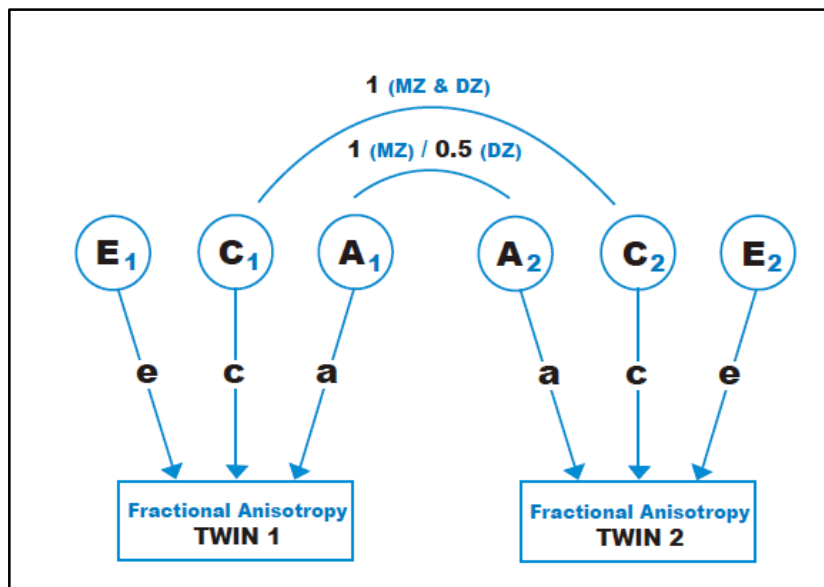 1 (MZ & DZ)
1 (MZ) / 0.5 (DZ)
E1 C1 A1 A2 C2 E2
e c a a c e
Fractional Anisotropy Fractional Anisotropy
TWIN 1 TWIN 2